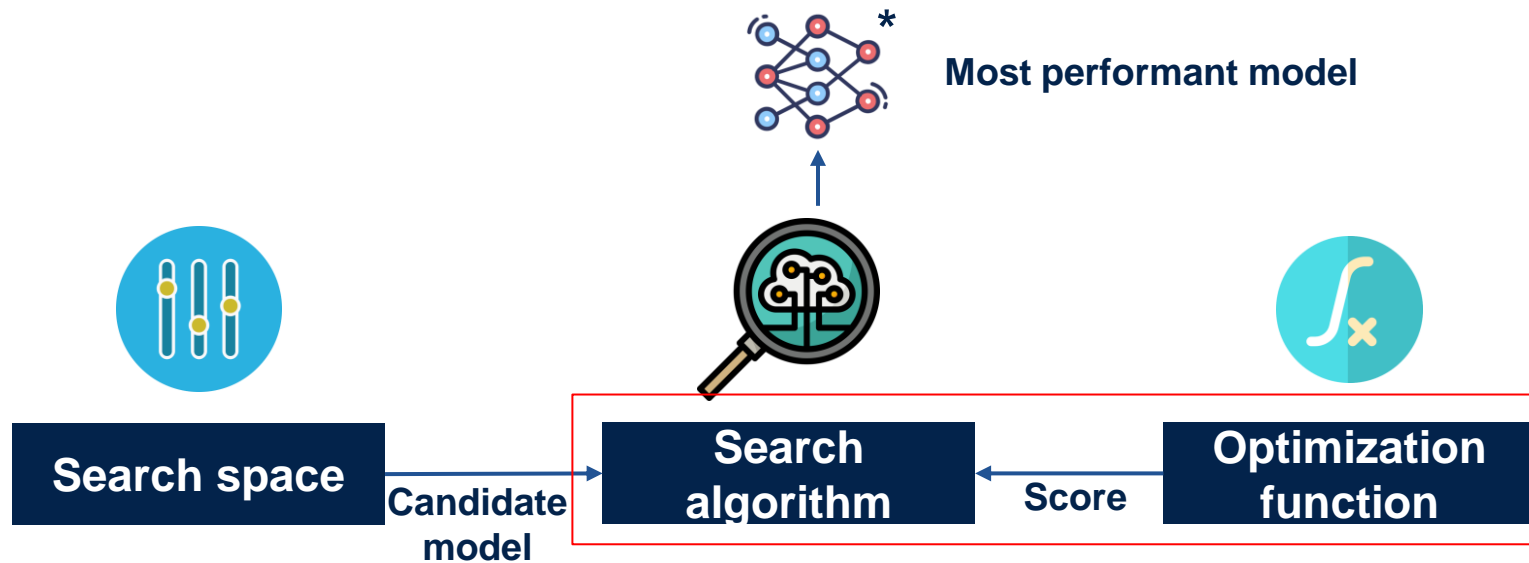 *
Most performant model
Search space
Candidate
model
Search
algorithm
Score
Optimization
function